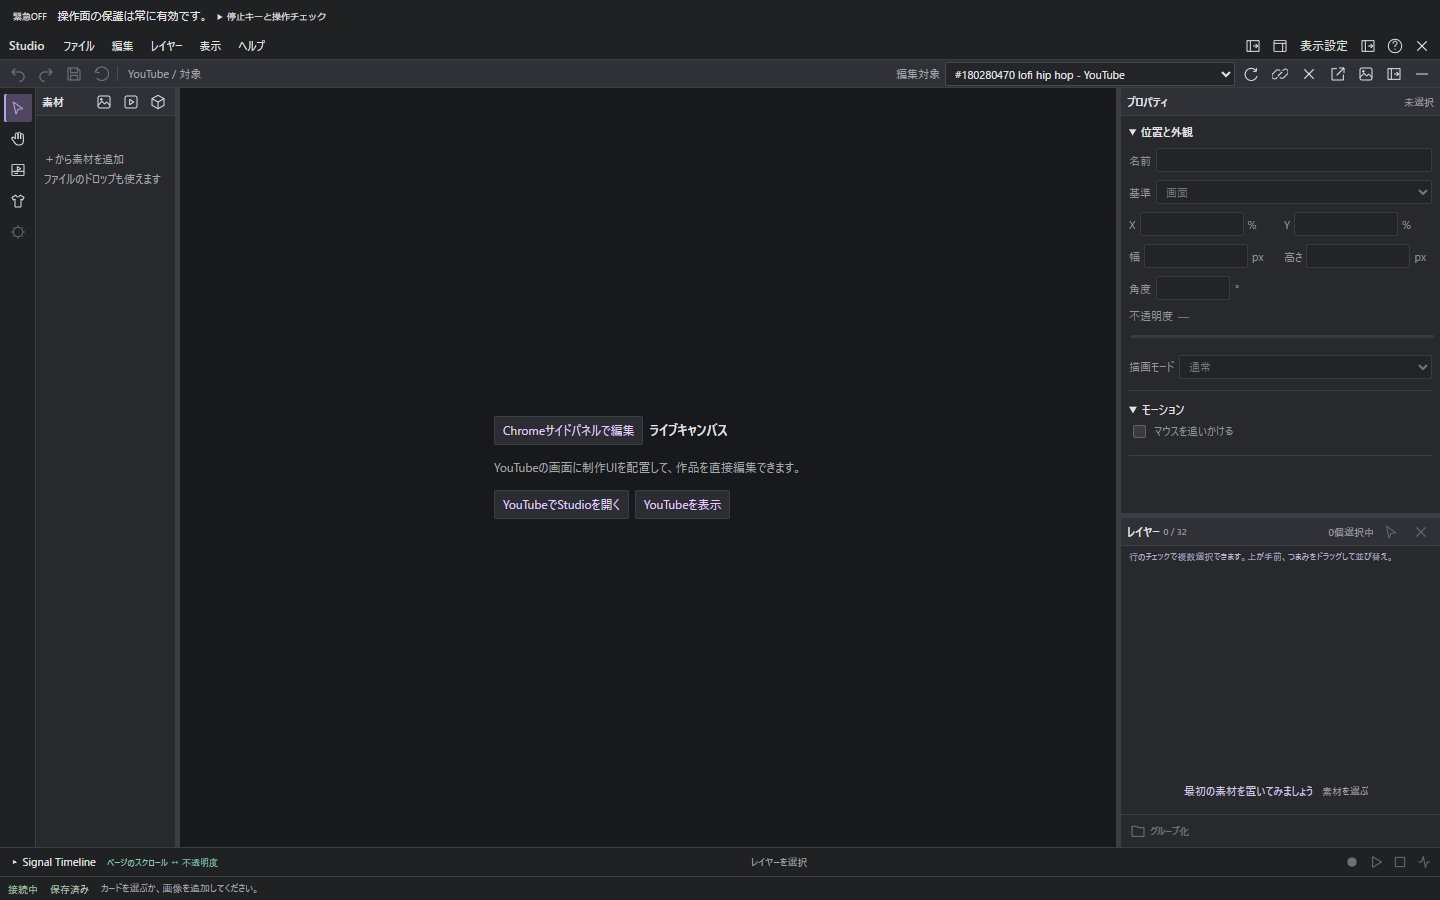 緊急OFF 操作面の保護は常に有効です。 ▶ 停止キーと操作チェック
Studio ファイル 編集 レイヤー 表示 ヘルプ 表示設定
YouTube / 対象 編集対象 #180280470 lofi hip hop - YouTube
素材
+から素材を追加
ファイルのドロップも使えます
Chromeサイドパネルで編集 ライブキャンバス
YouTubeの画面に制作UIを配置して、作品を直接編集できます。
YouTubeでStudioを開く YouTubeを表示
プロパティ 未選択
▼ 位置と外観
名前
基準 画面
X % Y %
幅 px 高さ px
角度 °
不透明度 —
描画モード 通常
▼ モーション
マウスを追いかける
レイヤー 0 / 32 0個選択中
行のチェックで複数選択できます。上が手前、つまみをドラッグして並び替え。
最初の素材を置いてみましょう 素材を選ぶ
グループ化
▸ Signal Timeline ページのスクロール ↔ 不透明度 レイヤーを選択
接続中 保存済み カードを選ぶか、画像を追加してください。